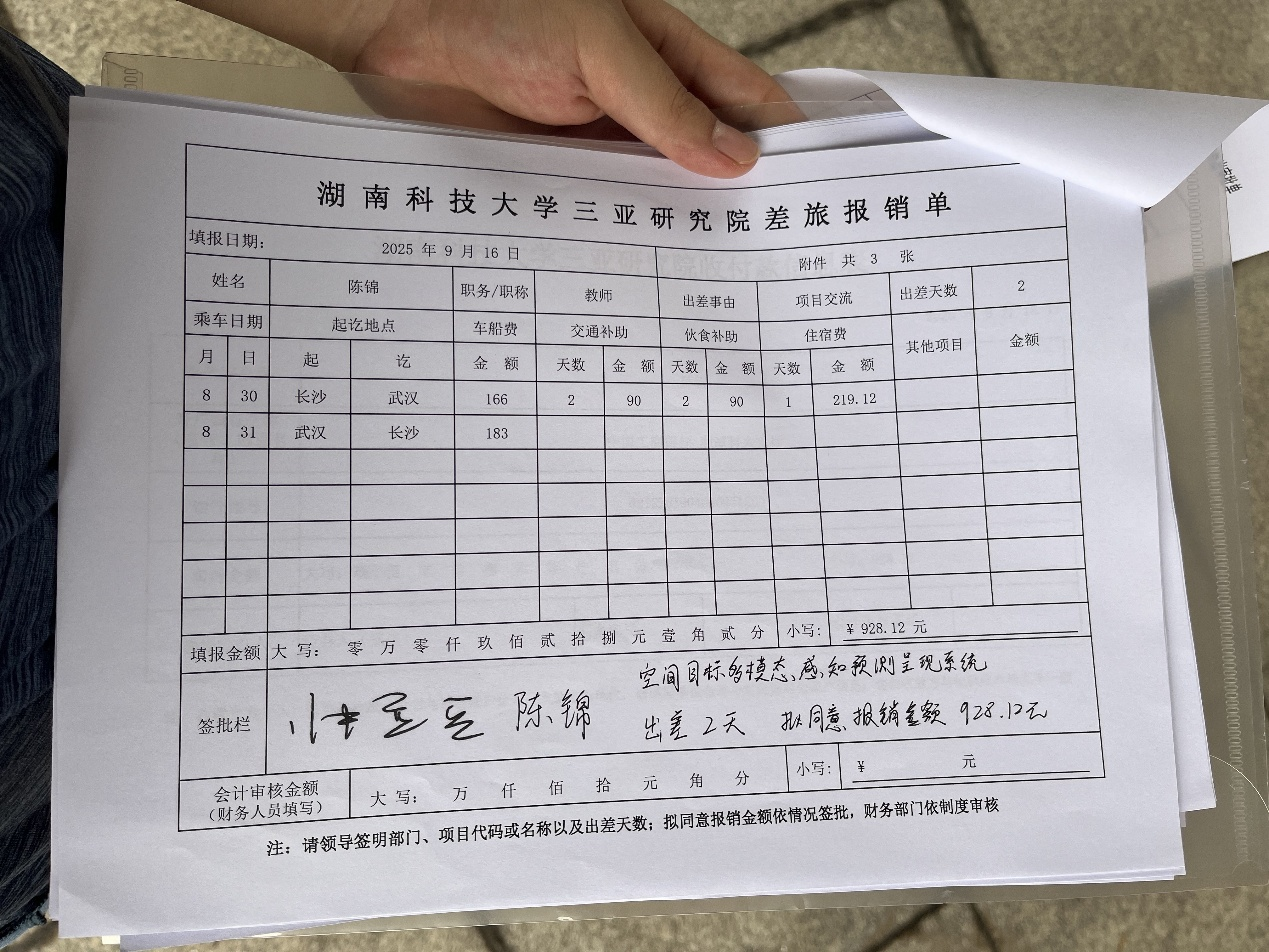 湖南科技大学三亚研究院差旅报销单
填报日期： 2025 年 9 月 16 日 附件 共 3 张
姓名 陈锦 职务/职称 教师 出差事由 项目交流 出差天数 2
乘车日期 起讫地点 车船费 交通补助 伙食补助 住宿费 其他项目 金额
月 日 起 讫 金 额 天数 金 额 天数 金 额 天数 金 额
8 30 长沙 武汉 166 2 90 2 90 1 219.12
8 31 武汉 长沙 183
填报金额 大 写： 零 万 零 仟 玖 佰 贰 拾 捌 元 壹 角 贰 分 小写: ￥928.12 元
空间目标多模态感知预测呈现系统
签批栏 陈锦 出差 2天 拟同意报销金额 928.12元
会计审核金额 大 写： 万 仟 佰 拾 元 角 分 小写: ￥ 元
(财务人员填写)
注：请领导签明部门、项目代码或名称以及出差天数；拟同意报销金额依情况签批，财务部门依制度审核